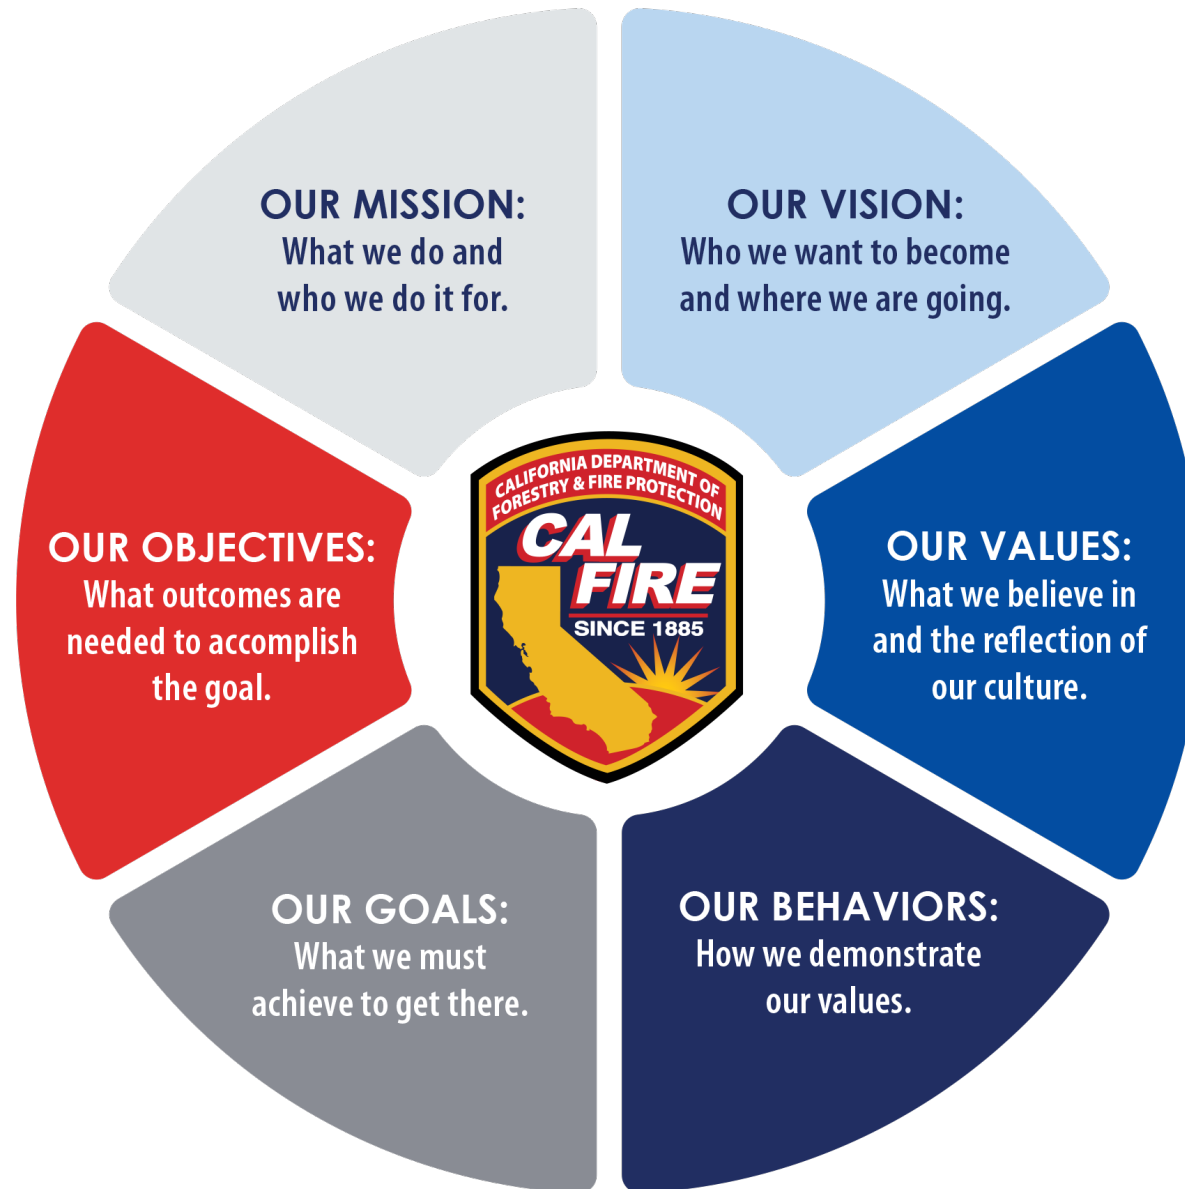 OUR MISSION:
What we do and
who we do it for.
OUR VISION:
Who we want to become
and where we are going.
OUR OBJECTIVES:
What outcomes are
needed to accomplish
the goal.
CALIFORNIA DEPARTMENT OF
FORESTRY & FIRE PROTECTION
CAL
FIRE
SINCE 1885
OUR VALUES:
What we believe in
and the reflection of
our culture.
OUR GOALS:
What we must
achieve to get there.
OUR BEHAVIORS:
How we demonstrate
our values.